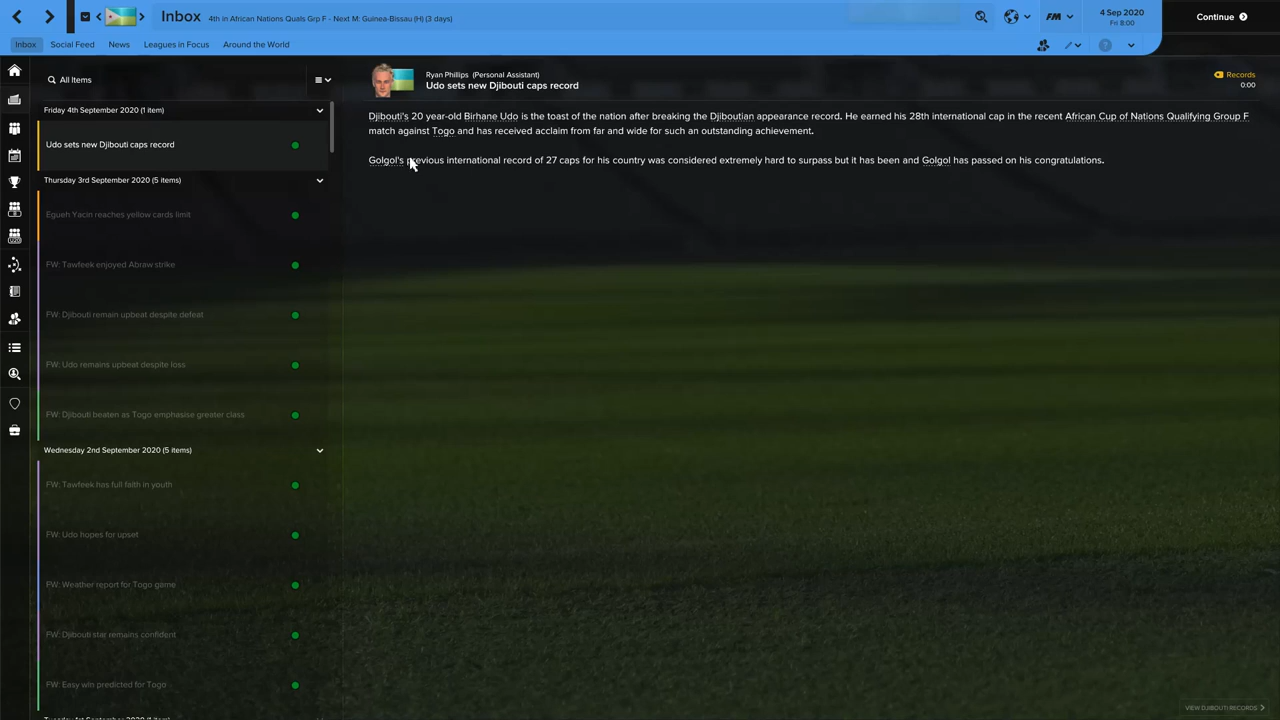 Inbox
4th in African Nations Quals Grp F - Next M: Guinea-Bissau (H) (3 days)
FM
4 Sep 2020
Fri 8:00
Continue
Inbox
Social Feed
News
Leagues in Focus
Around the World
All Items
Friday 4th September 2020 (1 item)
Udo sets new Djibouti caps record
Thursday 3rd September 2020 (5 items)
Egueh Yacin reaches yellow cards limit
FW: Tawfeek enjoyed Abraw strike
FW: Djibouti remain upbeat despite defeat
FW: Udo remains upbeat despite loss
FW: Djibouti beaten as Togo emphasise greater class
Wednesday 2nd September 2020 (5 items)
FW: Tawfeek has full faith in youth
FW: Udo hopes for upset
FW: Weather report for Togo game
FW: Djibouti star remains confident
FW: Easy win predicted for Togo
Ryan Phillips (Personal Assistant)
Udo sets new Djibouti caps record
Records
0:00
Djibouti's 20 year-old Birhane Udo is the toast of the nation after breaking the Djiboutian appearance record. He earned his 28th international cap in the recent African Cup of Nations Qualifying Group F
match against Togo and has received acclaim from far and wide for such an outstanding achievement.
Golgol's previous international record of 27 caps for his country was considered extremely hard to surpass but it has been and Golgol has passed on his congratulations.
VIEW DJIBOUTI RECORDS